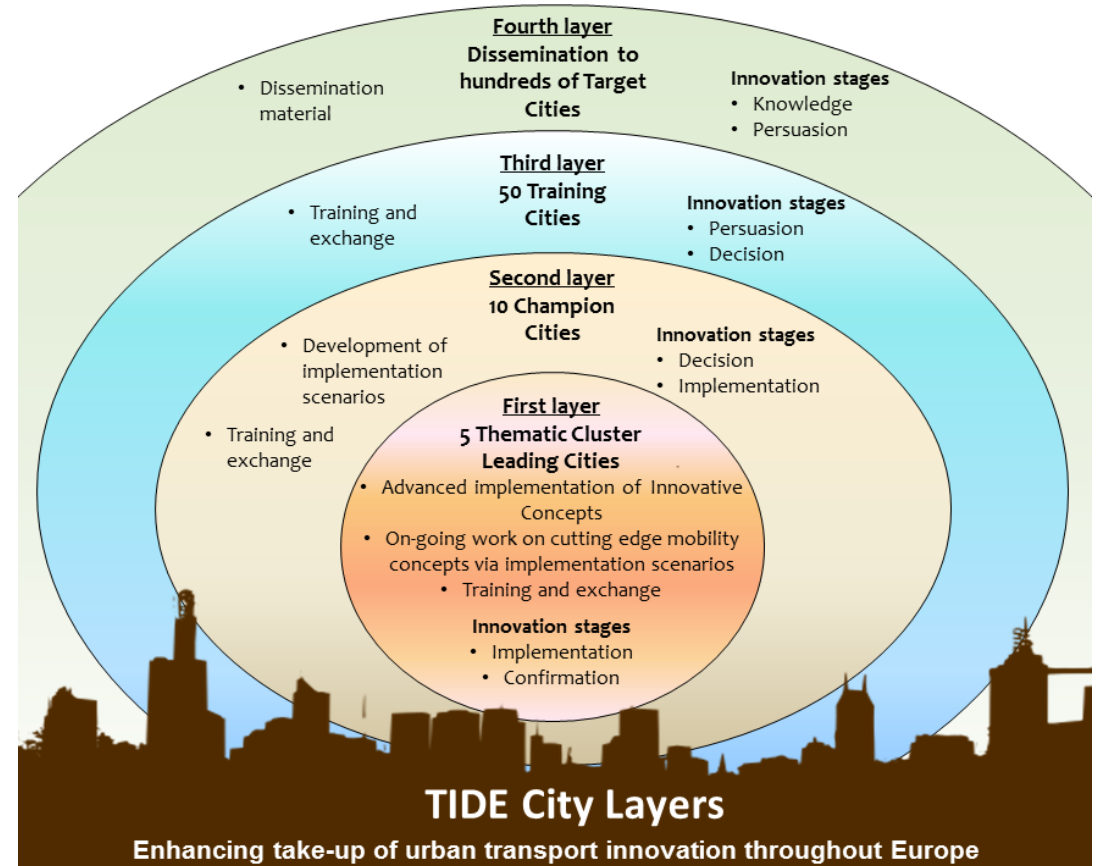 Fourth layer
Dissemination to
hundreds of Target
Cities
• Dissemination
material
Innovation stages
• Knowledge
• Persuasion
Third layer
50 Training
Cities
• Training and
exchange
Innovation stages
• Persuasion
• Decision
Second layer
10 Champion
Cities
• Development of
implementation
scenarios
• Training and
exchange
Innovation stages
• Decision
• Implementation
First layer
5 Thematic Cluster
Leading Cities
• Advanced implementation of Innovative
Concepts
• On-going work on cutting edge mobility
concepts via implementation scenarios
• Training and exchange
Innovation stages
• Implementation
• Confirmation
TIDE City Layers
Enhancing take-up of urban transport innovation throughout Europe